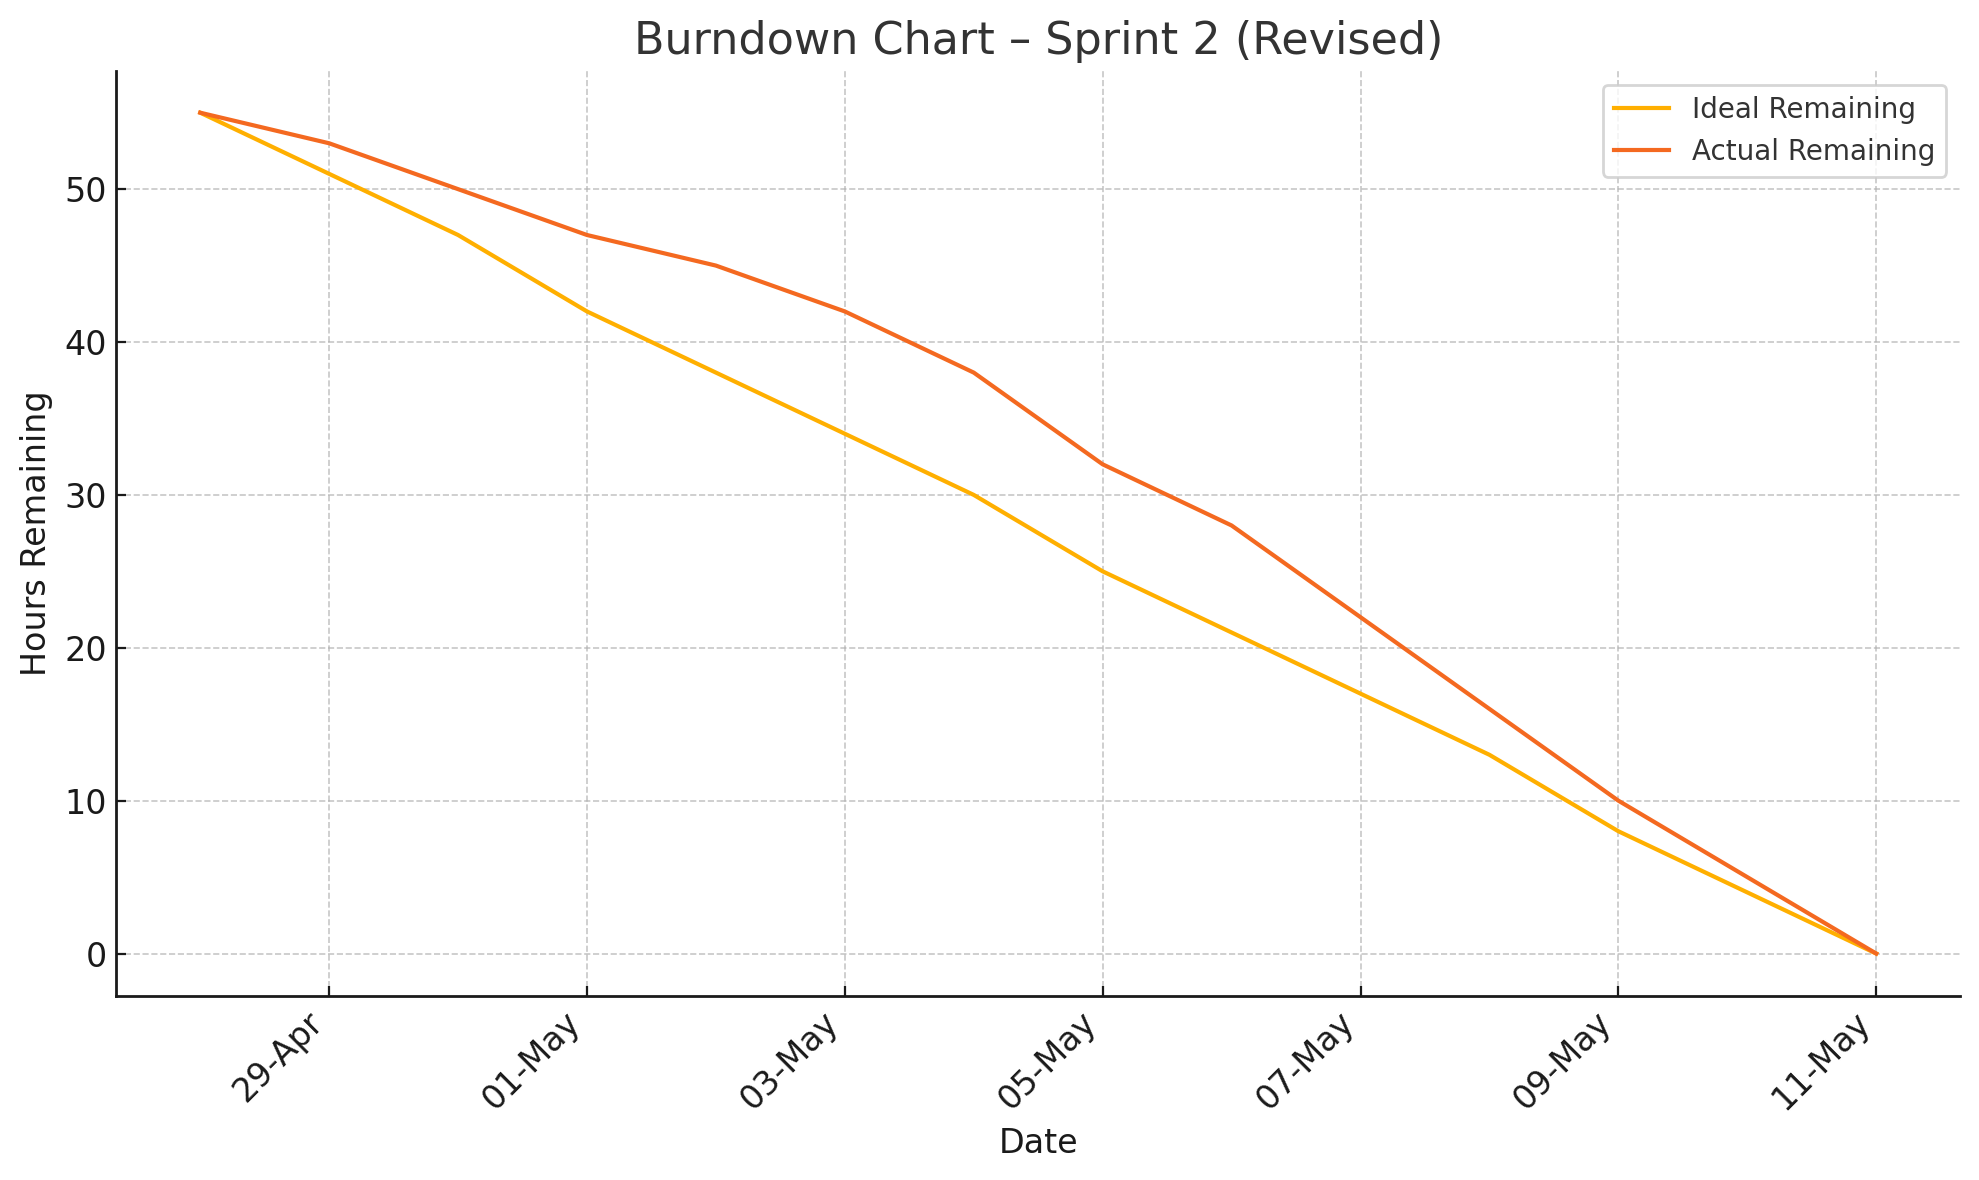 Burndown Chart – Sprint 2 (Revised)
Ideal Remaining
Actual Remaining
Hours Remaining
50
40
30
20
10
0
29-Apr
01-May
03-May
05-May
07-May
09-May
11-May
Date